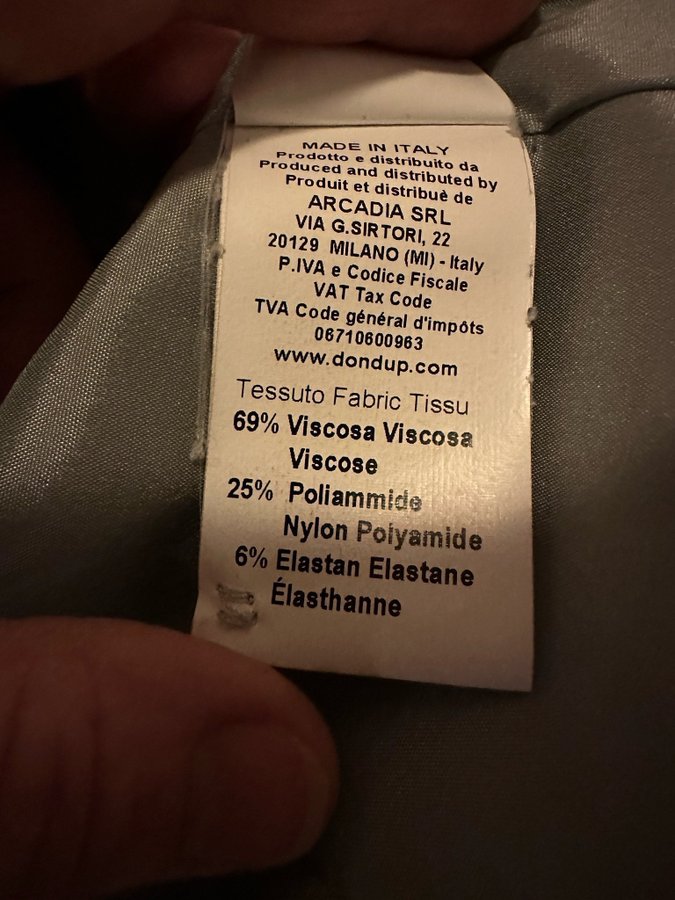 MADE IN ITALY
Prodotto e distribuito da
Produced and distributed by
Produit et distribuè de
ARCADIA SRL
VIA G.SIRTORI, 22
20129 MILANO (MI) - Italy
P.IVA e Codice Fiscale
VAT Tax Code
TVA Code général d'impôts
06710600963
www.dondup.com
Tessuto Fabric Tissu
69% Viscosa Viscosa
Viscose
25% Poliammide
Nylon Polyamide
6% Elastan Elastane
Élasthanne